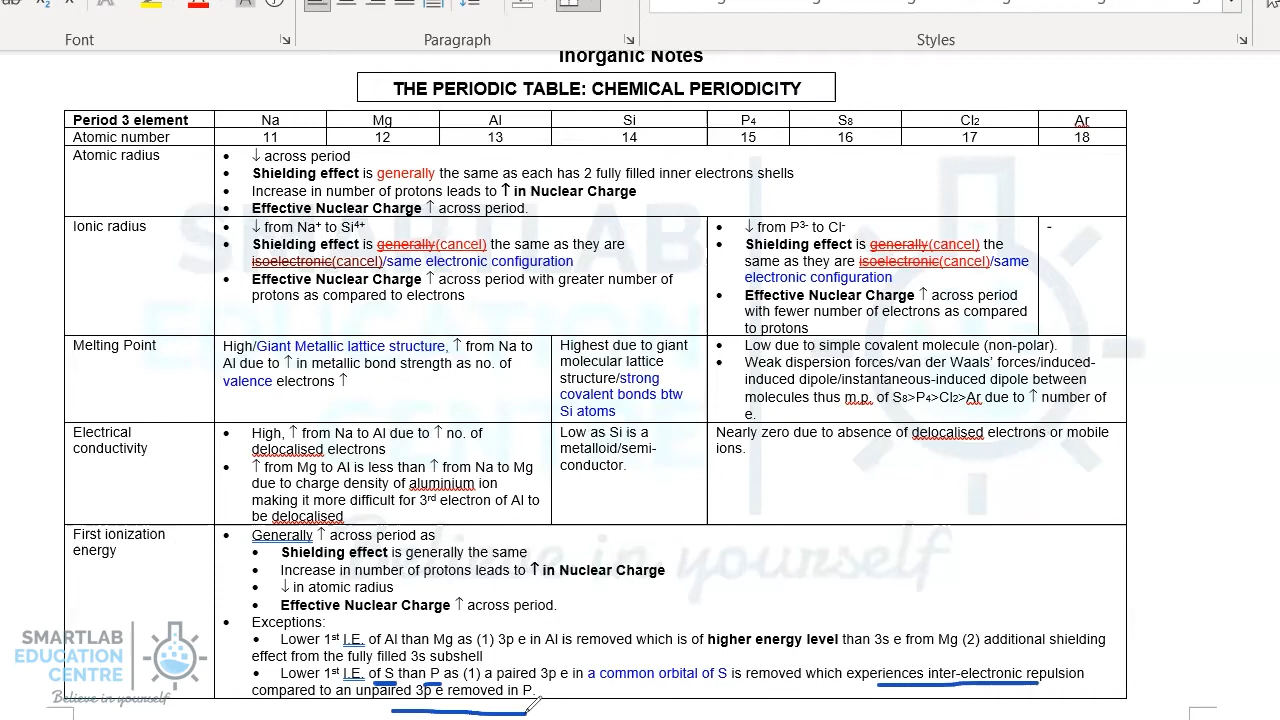 Font
Paragraph
Styles
Inorganic Notes
THE PERIODIC TABLE: CHEMICAL PERIODICITY
Period 3 element Na Mg Al Si P4 S8 Cl2 Ar
Atomic number 11 12 13 14 15 16 17 18
Atomic radius
• ↓ across period
• Shielding effect is generally the same as each has 2 fully filled inner electrons shells
• Increase in number of protons leads to ↑ in Nuclear Charge
• Effective Nuclear Charge ↑ across period.
Ionic radius
• ↓ from Na⁺ to Si⁴⁺
• Shielding effect is generally(cancel) the same as they are
isoelectronic(cancel)/same electronic configuration
• Effective Nuclear Charge ↑ across period with greater number of
protons as compared to electrons
• ↓ from P³⁻ to Cl⁻
• Shielding effect is generally(cancel) the
same as they are isoelectronic(cancel)/same
electronic configuration
• Effective Nuclear Charge ↑ across period
with fewer number of electrons as compared
to protons
-
Melting Point
High/Giant Metallic lattice structure, ↑ from Na to
Al due to ↑ in metallic bond strength as no. of
valence electrons ↑
Highest due to giant
molecular lattice
structure/strong
covalent bonds btw
Si atoms
• Low due to simple covalent molecule (non-polar).
• Weak dispersion forces/van der Waals’ forces/induced-
induced dipole/instantaneous-induced dipole between
molecules thus m.p. of S8>P4>Cl2>Ar due to ↑ number of
e.
Electrical
conductivity
• High, ↑ from Na to Al due to ↑ no. of
delocalised electrons
• ↑ from Mg to Al is less than ↑ from Na to Mg
due to charge density of aluminium ion
making it more difficult for 3rd electron of Al to
be delocalised
Low as Si is a
metalloid/semi-
conductor.
Nearly zero due to absence of delocalised electrons or mobile
ions.
First ionization
energy
• Generally ↑ across period as
• Shielding effect is generally the same
• Increase in number of protons leads to ↑ in Nuclear Charge
• ↓ in atomic radius
• Effective Nuclear Charge ↑ across period.
• Exceptions:
• Lower 1st I.E. of Al than Mg as (1) 3p e in Al is removed which is of higher energy level than 3s e from Mg (2) additional shielding
effect from the fully filled 3s subshell
• Lower 1st I.E. of S than P as (1) a paired 3p e in a common orbital of S is removed which experiences inter-electronic repulsion
compared to an unpaired 3p e removed in P.
SMARTLAB
EDUCATION
CENTRE
Believe in yourself
SMARTLAB
EDUCATION
CENTRE
Believe in yourself